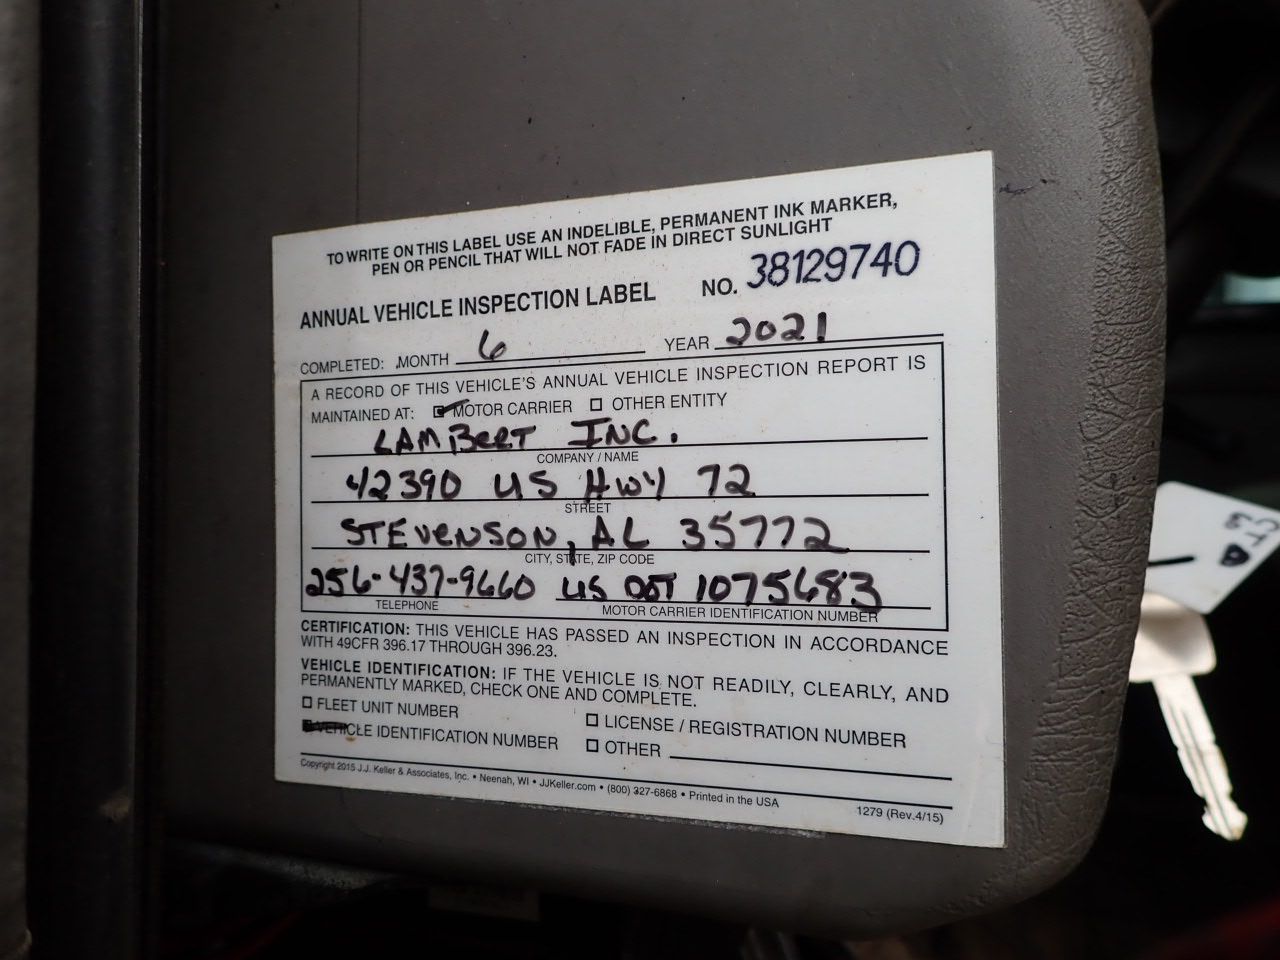 TO WRITE ON THIS LABEL USE AN INDELIBLE, PERMANENT INK MARKER,
PEN OR PENCIL THAT WILL NOT FADE IN DIRECT SUNLIGHT
ANNUAL VEHICLE INSPECTION LABEL NO. 38129740
COMPLETED: MONTH 6 YEAR 2021
A RECORD OF THIS VEHICLE'S ANNUAL VEHICLE INSPECTION REPORT IS
MAINTAINED AT: MOTOR CARRIER OTHER ENTITY
LAMBERT INC.
COMPANY / NAME
42390 US HWY 72
STREET
STEVENSON, AL 35772
CITY, STATE, ZIP CODE
256-437-9660 US DOT 1075683
TELEPHONE MOTOR CARRIER IDENTIFICATION NUMBER
CERTIFICATION: THIS VEHICLE HAS PASSED AN INSPECTION IN ACCORDANCE
WITH 49CFR 396.17 THROUGH 396.23.
VEHICLE IDENTIFICATION: IF THE VEHICLE IS NOT READILY, CLEARLY, AND
PERMANENTLY MARKED, CHECK ONE AND COMPLETE.
FLEET UNIT NUMBER LICENSE / REGISTRATION NUMBER
VEHICLE IDENTIFICATION NUMBER OTHER
Copyright 2015 J.J. Keller & Associates, Inc. • Neenah, WI • JJKeller.com • (800) 327-6868 • Printed in the USA 1279 (Rev.4/15)